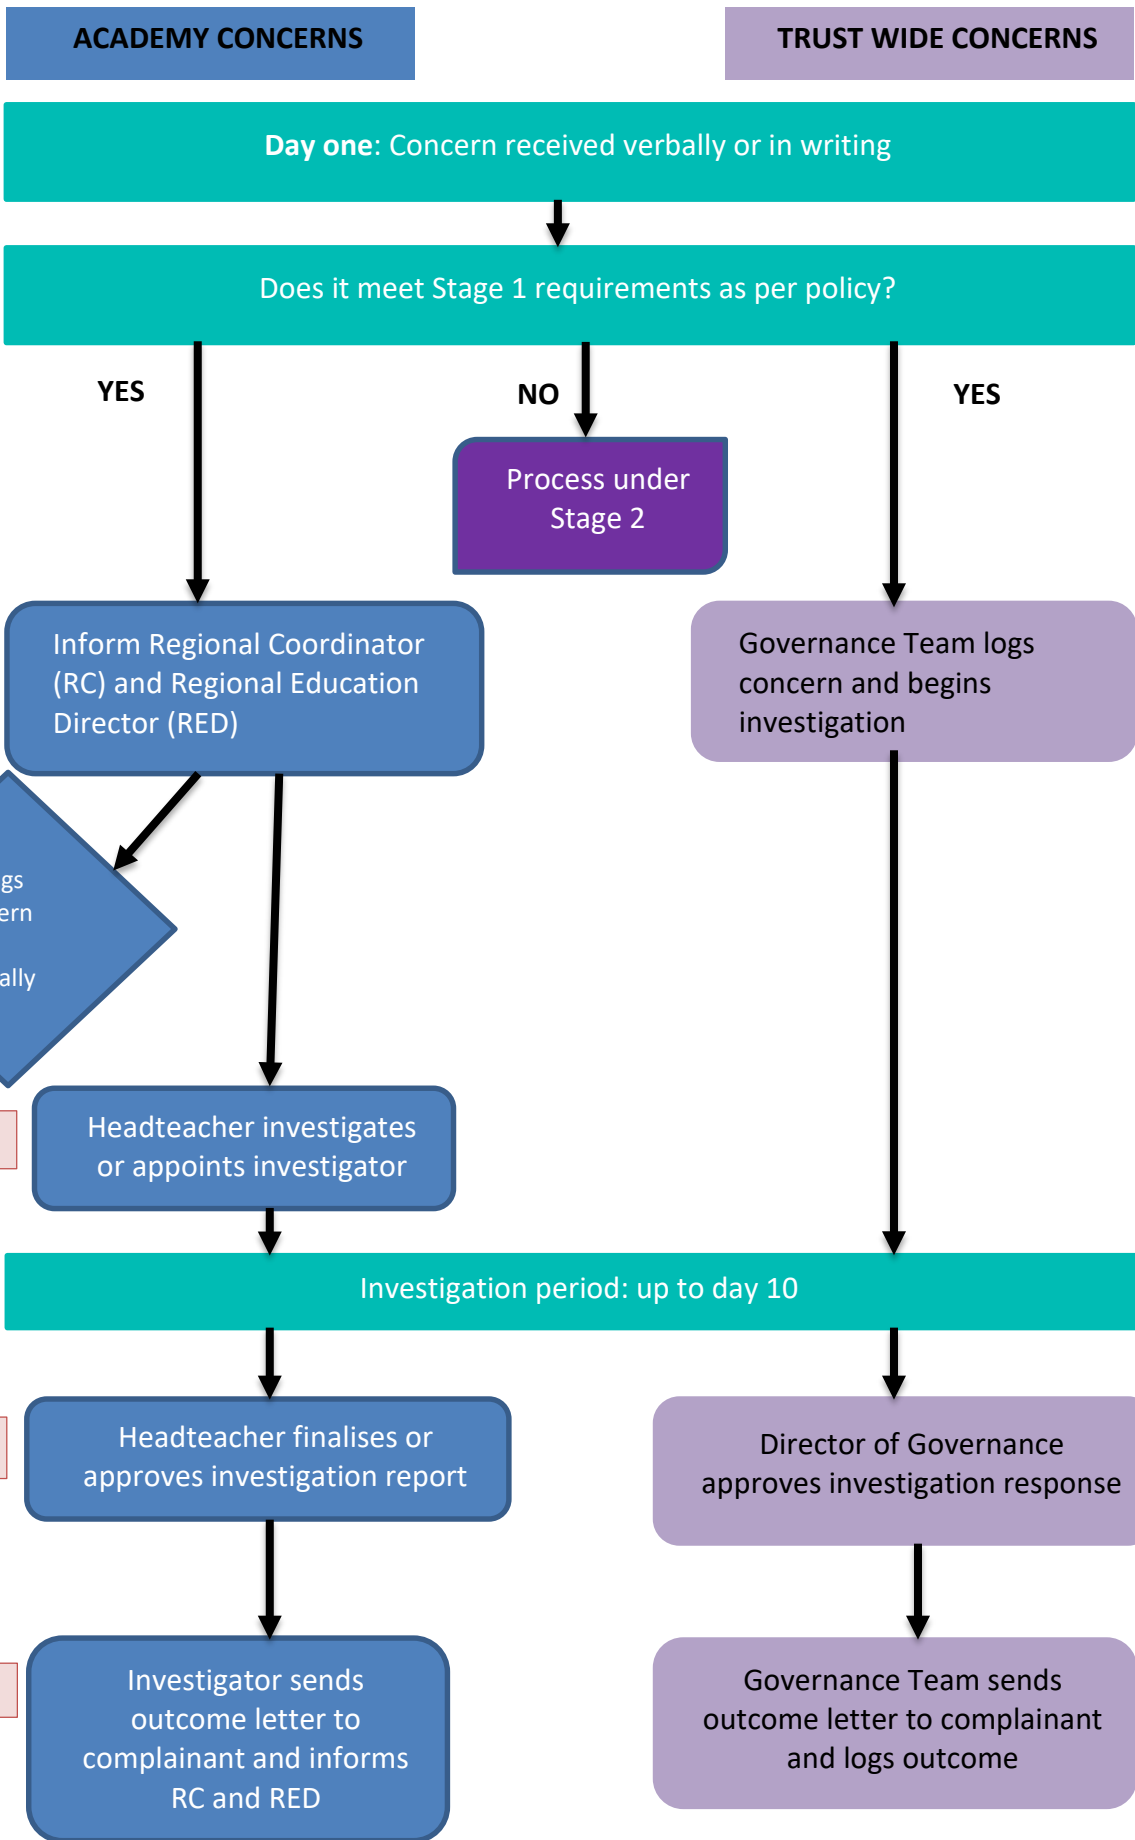 ACADEMY CONCERNS
TRUST WIDE CONCERNS
Day one: Concern received verbally or in writing
Does it meet Stage 1 requirements as per policy?
YES
NO
YES
Process under
Stage 2
Inform Regional Coordinator
(RC) and Regional Education
Director (RED)
Governance Team logs
concern and begins
investigation
Headteacher investigates
or appoints investigator
Investigation period: up to day 10
Headteacher finalises or
approves investigation report
Director of Governance
approves investigation response
Investigator sends
outcome letter to
complainant and informs
RC and RED
Governance Team sends
outcome letter to complainant
and logs outcome